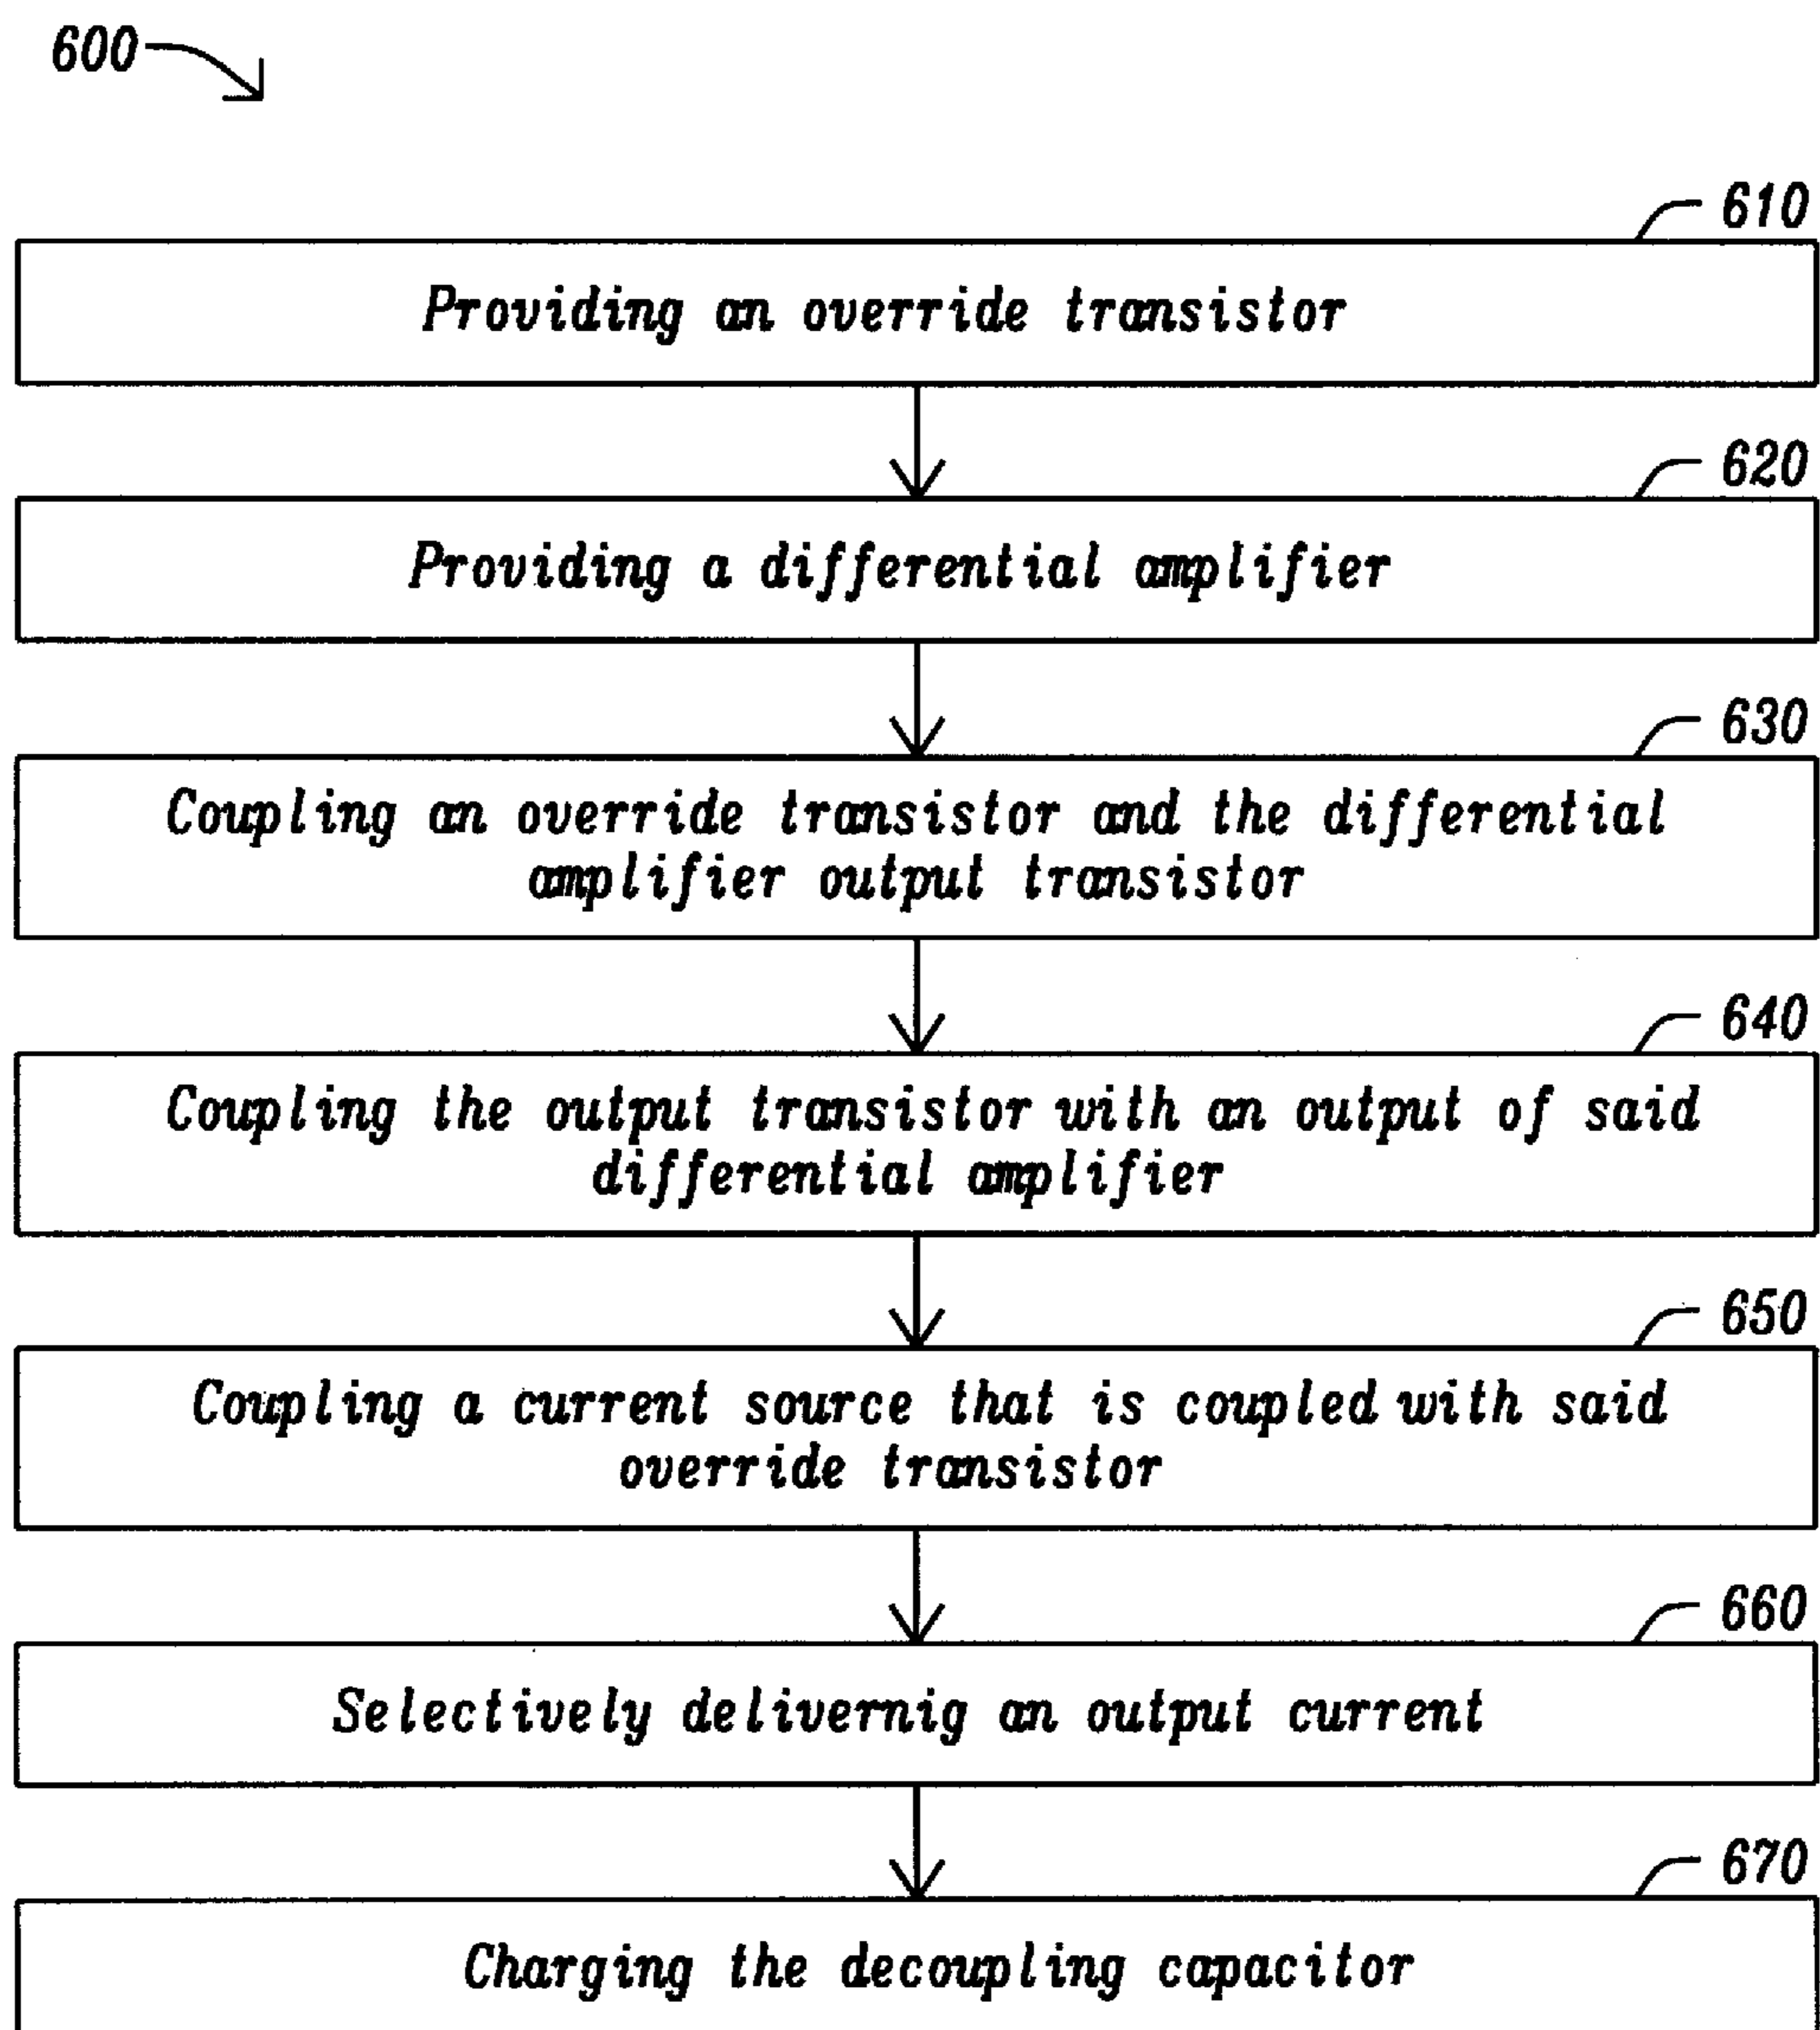 600
610
Providing an override transistor
620
Providing a differential amplifier
630
Coupling an override transistor and the differential
amplifier output transistor
640
Coupling the output transistor with an output of said
differential amplifier
650
Coupling a current source that is coupled with said
override transistor
660
Selectively delivernig an output current
670
Charging the decoupling capacitor